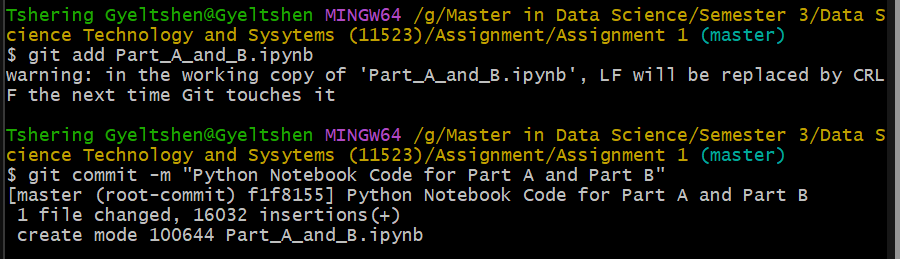 Tshering Gyeltshen@Gyeltshen MINGW64 /g/Master in Data Science/Semester 3/Data S
cience Technology and Sysytems (11523)/Assignment/Assignment 1 (master)
$ git add Part_A_and_B.ipynb
warning: in the working copy of 'Part_A_and_B.ipynb', LF will be replaced by CRL
F the next time Git touches it
Tshering Gyeltshen@Gyeltshen MINGW64 /g/Master in Data Science/Semester 3/Data S
cience Technology and Sysytems (11523)/Assignment/Assignment 1 (master)
$ git commit -m "Python Notebook Code for Part A and Part B"
[master (root-commit) f1f8155] Python Notebook Code for Part A and Part B
 1 file changed, 16032 insertions(+)
 create mode 100644 Part_A_and_B.ipynb